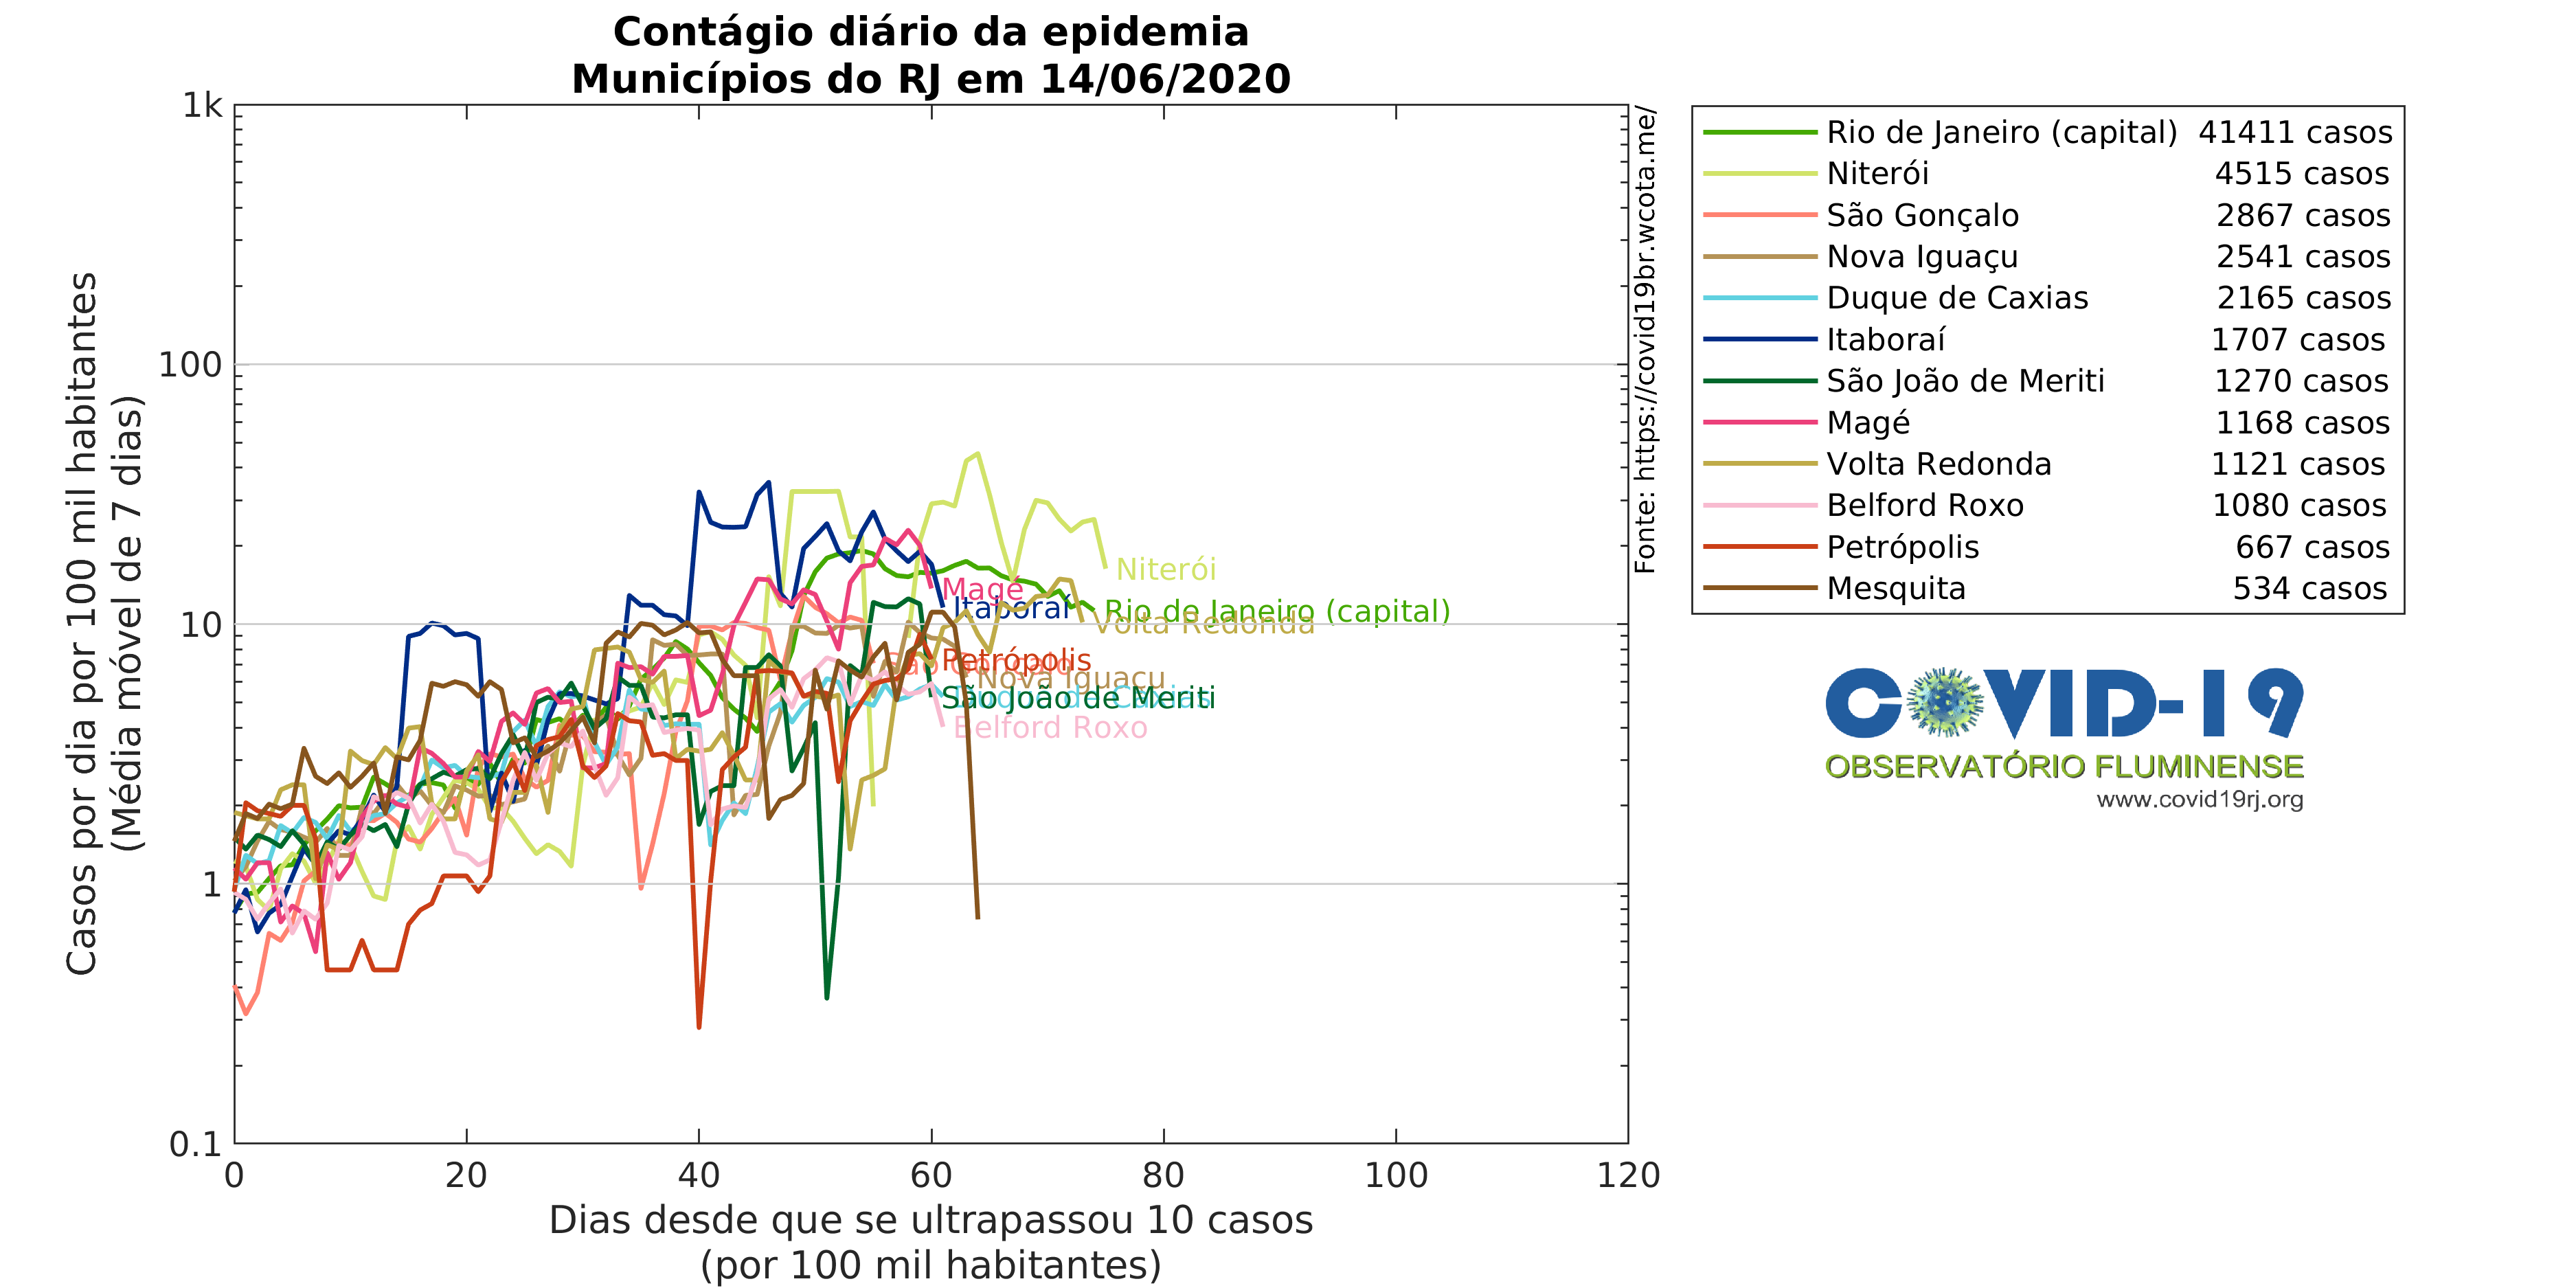 Contágio diário da epidemia
Municípios do RJ em 14/06/2020
Casos por dia por 100 mil habitantes
(Média móvel de 7 dias)
1k
100
10
1
0.1
0
20
40
60
80
100
120
Dias desde que se ultrapassou 10 casos
(por 100 mil habitantes)
Niterói
Magé
Itaboraí
Rio de Janeiro (capital)
Volta Redonda
São Gonçalo
Petrópolis
Nova Iguaçu
Duque de Caxias
São João de Meriti
Belford Roxo
Fonte: https://covid19br.wcota.me/
Rio de Janeiro (capital) 41411 casos
Niterói 4515 casos
São Gonçalo 2867 casos
Nova Iguaçu 2541 casos
Duque de Caxias 2165 casos
Itaboraí 1707 casos
São João de Meriti 1270 casos
Magé 1168 casos
Volta Redonda 1121 casos
Belford Roxo 1080 casos
Petrópolis 667 casos
Mesquita 534 casos
COVID-19
OBSERVATÓRIO FLUMINENSE
www.covid19rj.org